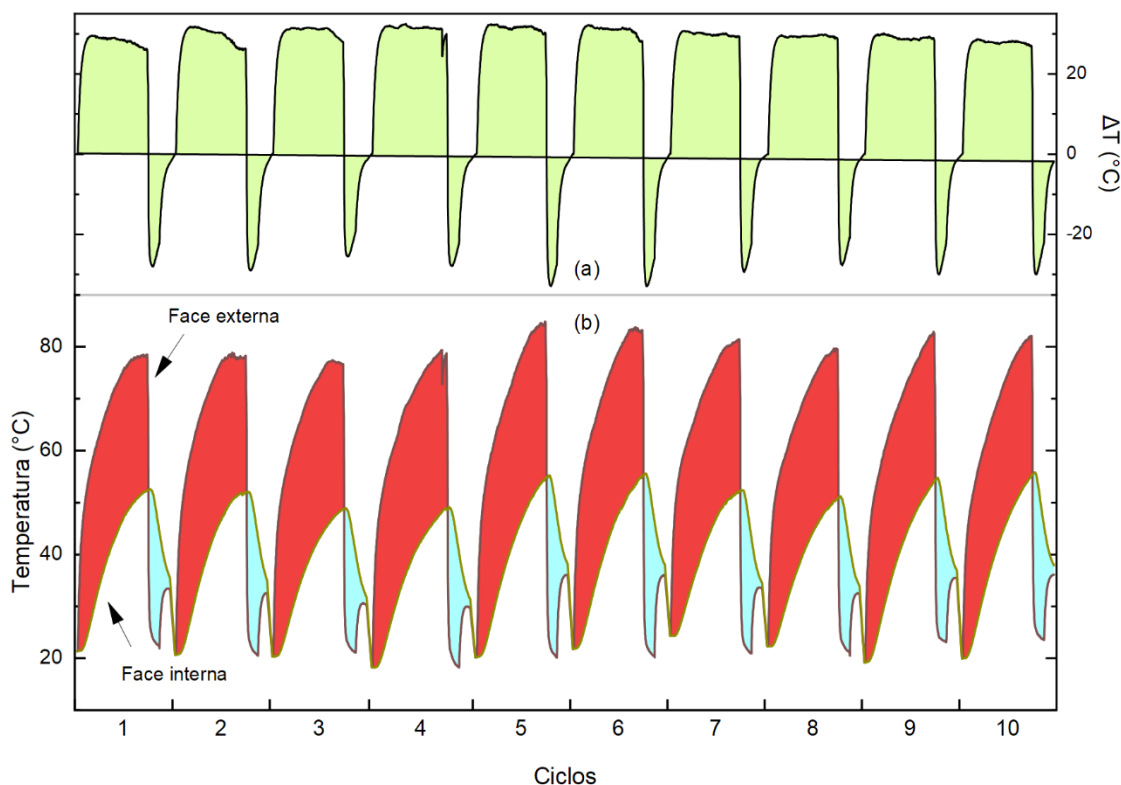 20
0
-20
ΔT (°C)
(a)
(b)
Face externa
80
60
40
20
Temperatura (°C)
Face interna
1 2 3 4 5 6 7 8 9 10
Ciclos